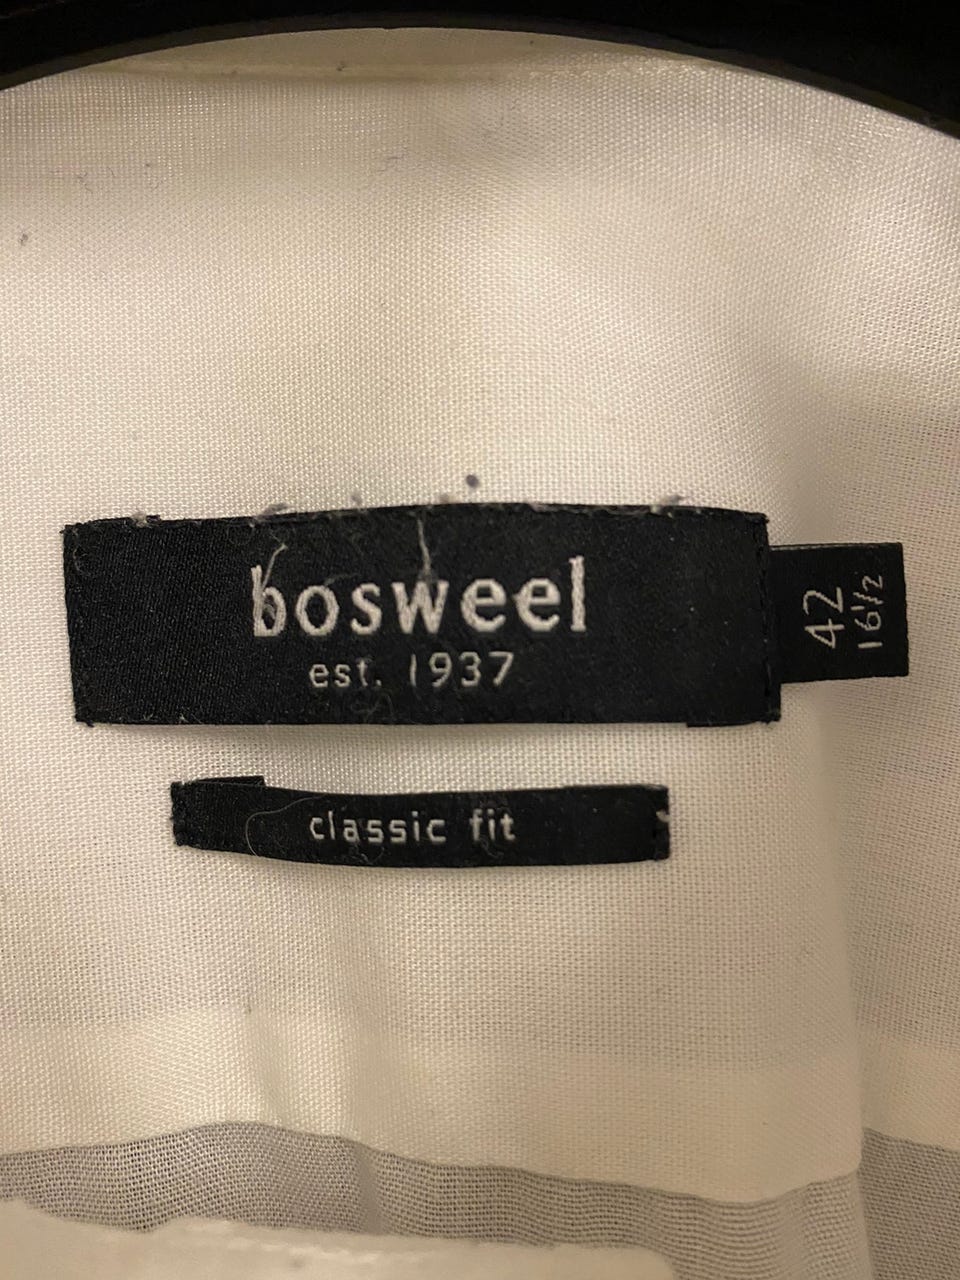 bosweel
est. 1937
42
16½
classic fit